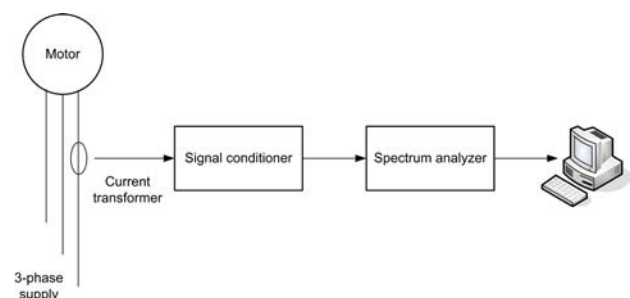 Motor
Signal conditioner
Spectrum analyzer
Current
transformer
3-phase
supply